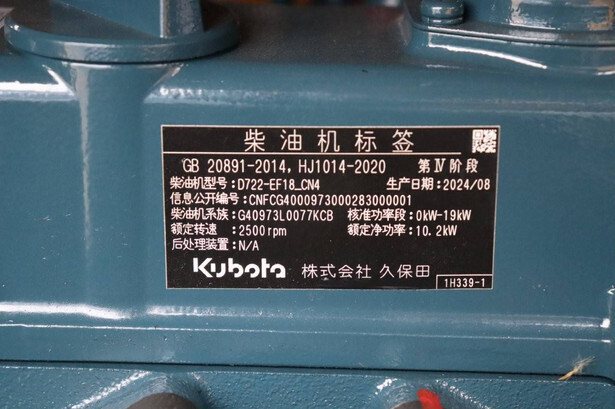 柴油机标签
GB 20891-2014, HJ1014-2020 第Ⅳ阶段
柴油机型号: D722-EF18_CN4 生产日期: 2024/08
信息公开编号: CNFCG4000973000283000001
柴油机系族: G40973L0077KCB 核准功率段: 0kW-19kW
额定转速 : 2500rpm 额定净功率: 10.2kW
后处理装置: N/A
Kubota 株式会社 久保田
1H339-1